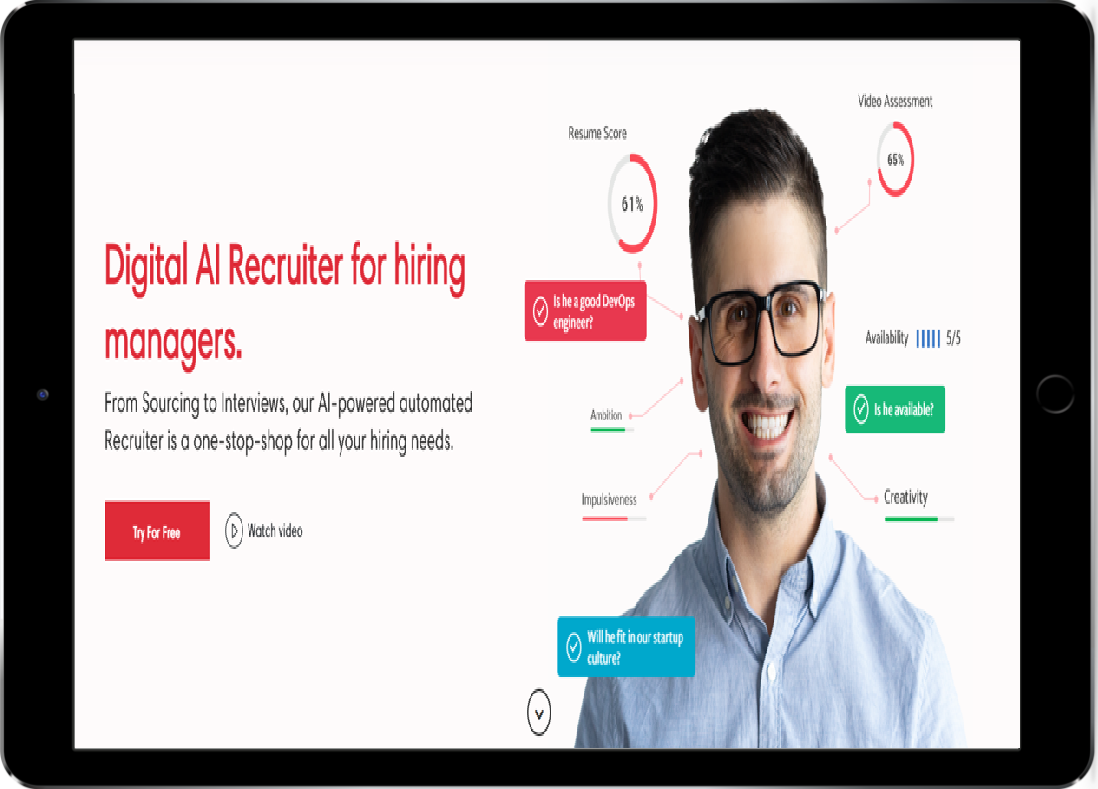 Digital AI Recruiter for hiring
managers.
From Sourcing to Interviews, our AI-powered automated
Recruiter is a one-stop-shop for all your hiring needs.
Try For Free
Watch video
Resume Score
61%
Video Assessment
65%
Is he a good DevOps
engineer?
Availability
5/5
Is he available?
Ambition
Impulsiveness
Creativity
Will he fit in our startup
culture?